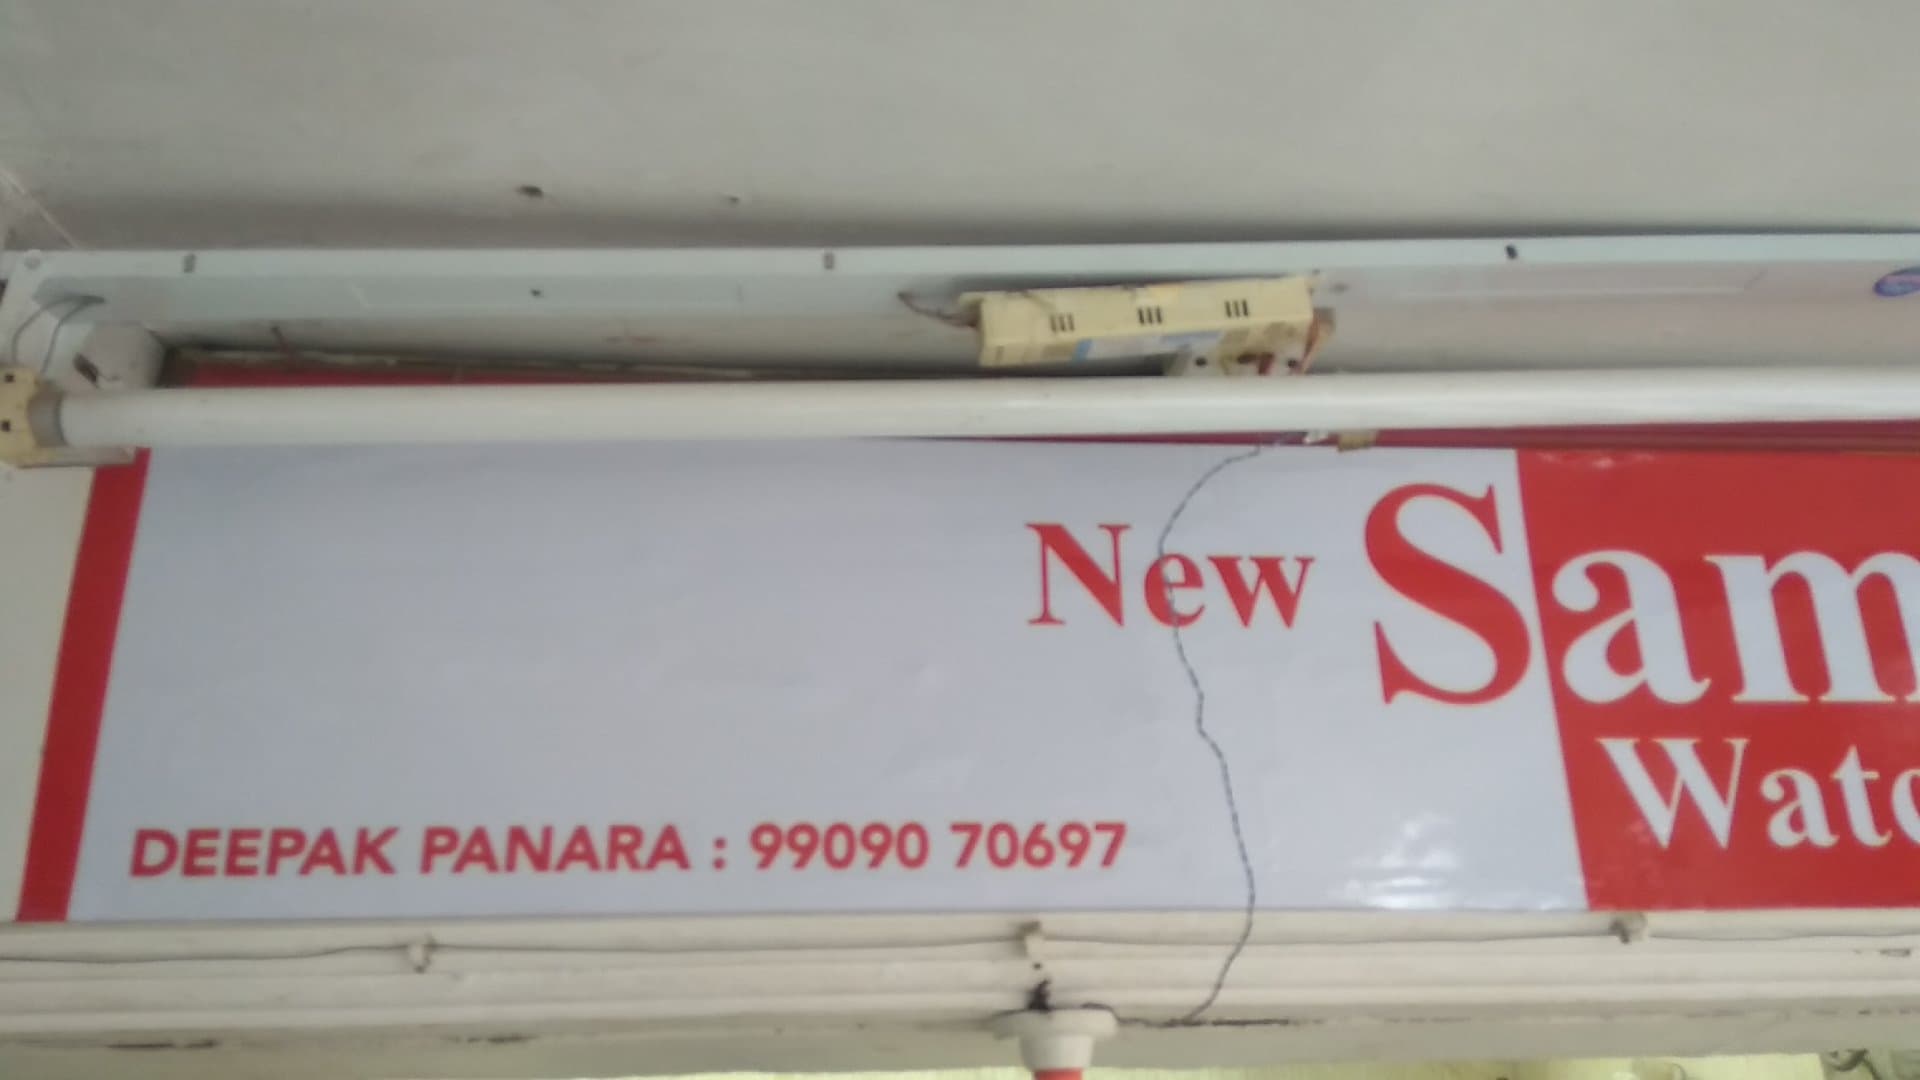 New Sam
Watc
DEEPAK PANARA : 99090 70697